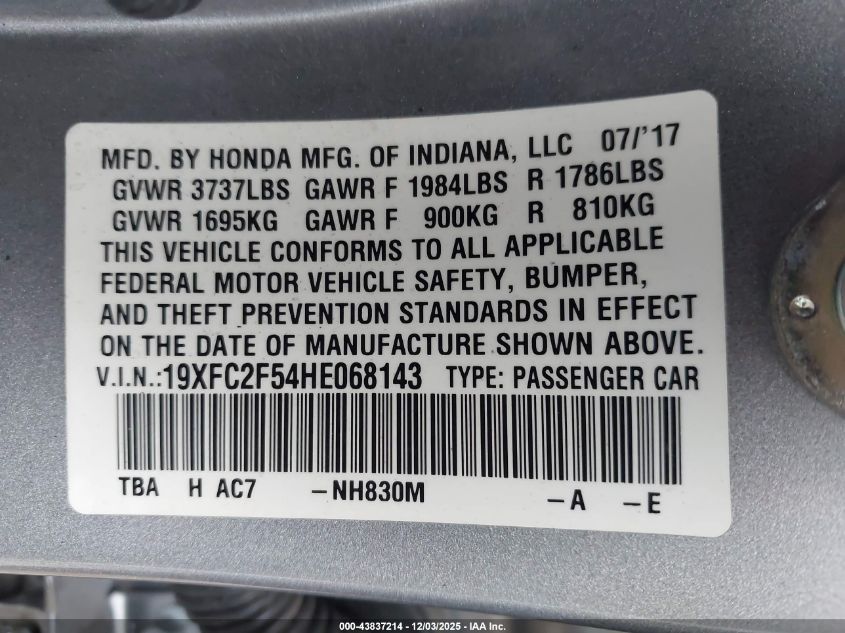 MFD. BY HONDA MFG. OF INDIANA, LLC 07/'17
GVWR 3737LBS GAWR F 1984LBS R 1786LBS
GVWR 1695KG GAWR F 900KG R 810KG
THIS VEHICLE CONFORMS TO ALL APPLICABLE
FEDERAL MOTOR VEHICLE SAFETY, BUMPER,
AND THEFT PREVENTION STANDARDS IN EFFECT
ON THE DATE OF MANUFACTURE SHOWN ABOVE.
V.I.N.:19XFC2F54HE068143 TYPE: PASSENGER CAR
TBA H AC7 -NH830M -A -E
000-43837214 - 12/03/2025 - IAA Inc.